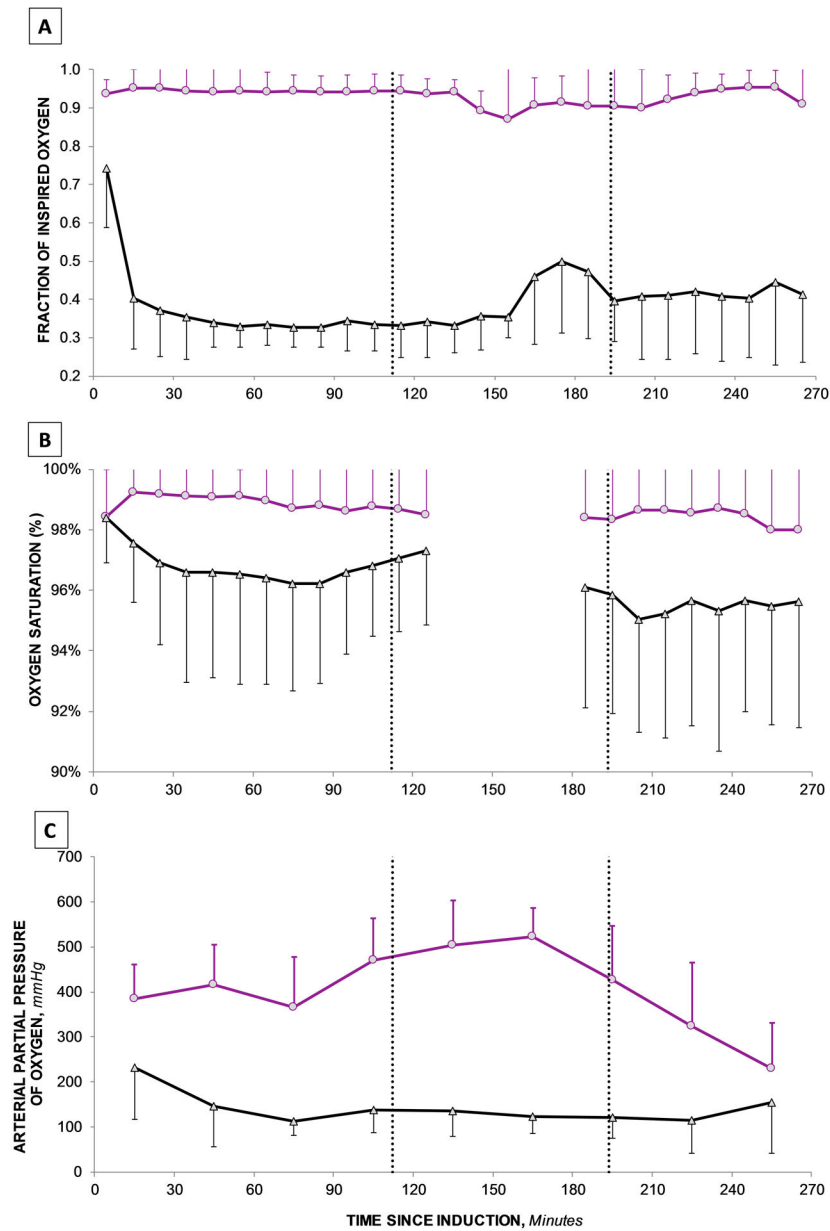 A
FRACTION OF INSPIRED OXYGEN
1.0
0.9
0.8
0.7
0.6
0.5
0.4
0.3
0.2
0 30 60 90 120 150 180 210 240 270
B
OXYGEN SATURATION (%)
100%
98%
96%
94%
92%
90%
0 30 60 90 120 150 180 210 240 270
C
ARTERIAL PARTIAL PRESSURE
OF OXYGEN, mmHg
700
600
500
400
300
200
100
0
0 30 60 90 120 150 180 210 240 270
TIME SINCE INDUCTION, Minutes